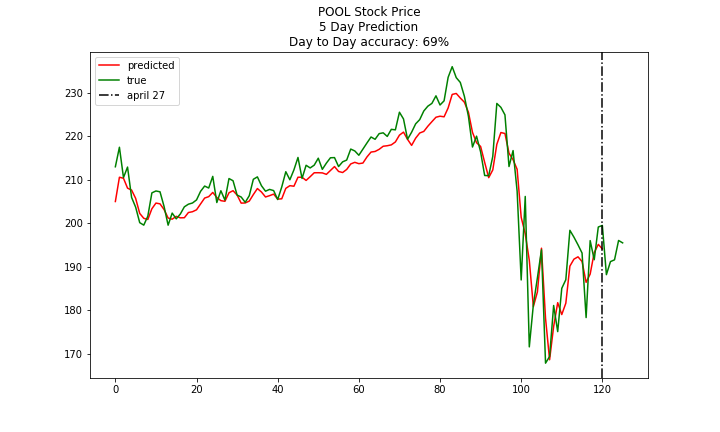 POOL Stock Price
5 Day Prediction
Day to Day accuracy: 69%
predicted
true
april 27
230
220
210
200
190
180
170
0 20 40 60 80 100 120